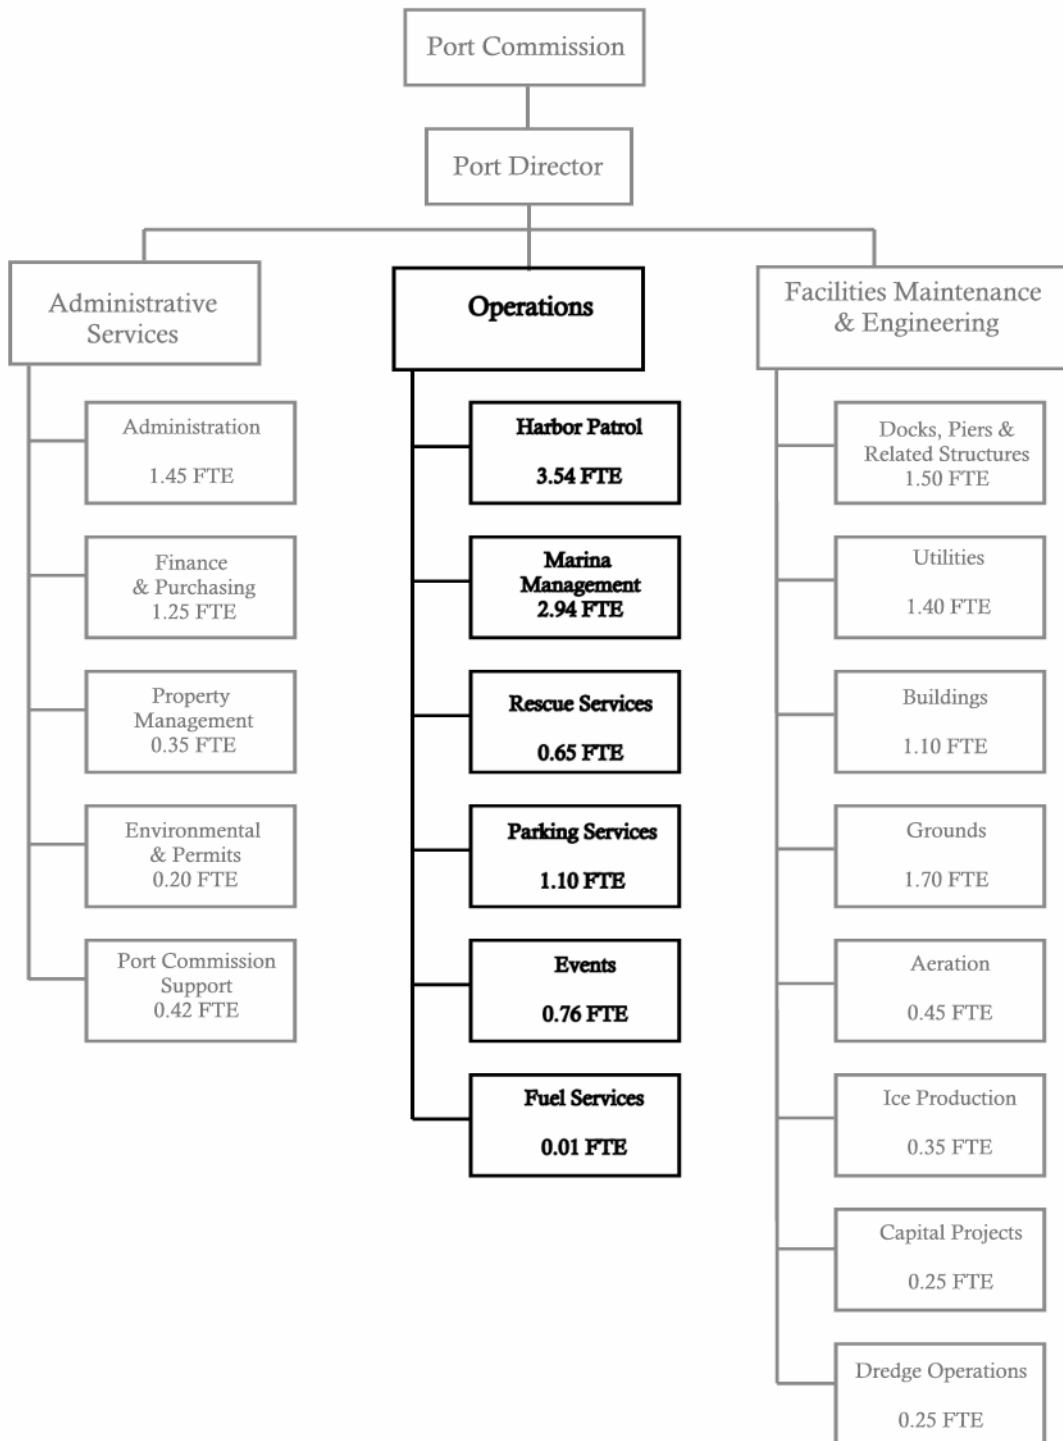 Port Commission
Port Director
Administrative
Services
Administration
1.45 FTE
Finance
& Purchasing
1.25 FTE
Property
Management
0.35 FTE
Environmental
& Permits
0.20 FTE
Port Commission
Support
0.42 FTE
Operations
Harbor Patrol
3.54 FTE
Marina
Management
2.94 FTE
Rescue Services
0.65 FTE
Parking Services
1.10 FTE
Events
0.76 FTE
Fuel Services
0.01 FTE
Facilities Maintenance
& Engineering
Docks, Piers &
Related Structures
1.50 FTE
Utilities
1.40 FTE
Buildings
1.10 FTE
Grounds
1.70 FTE
Aeration
0.45 FTE
Ice Production
0.35 FTE
Capital Projects
0.25 FTE
Dredge Operations
0.25 FTE